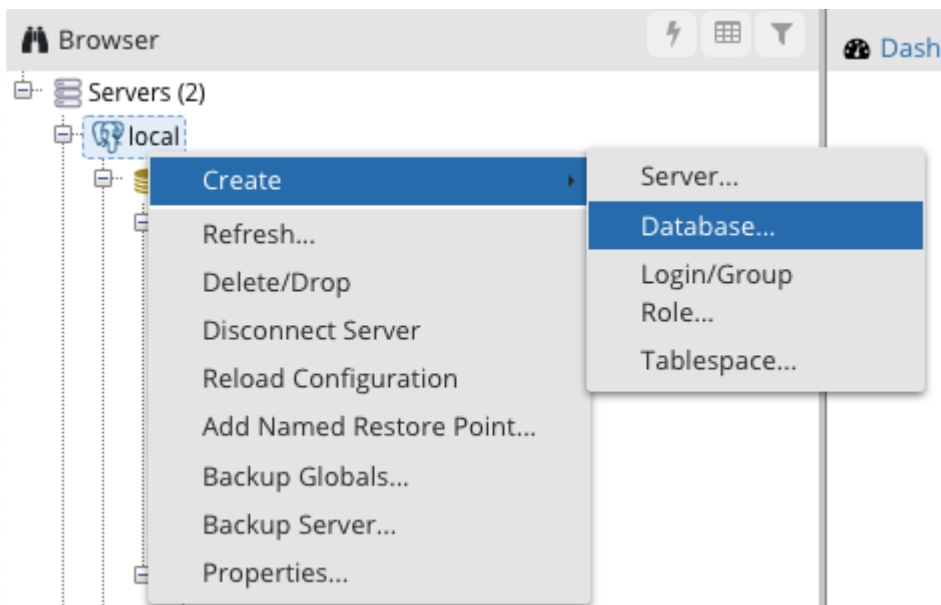 Browser
Dash
Servers (2)
local
Create
Refresh...
Delete/Drop
Disconnect Server
Reload Configuration
Add Named Restore Point...
Backup Globals...
Backup Server...
Properties...
Server...
Database...
Login/Group
Role...
Tablespace...